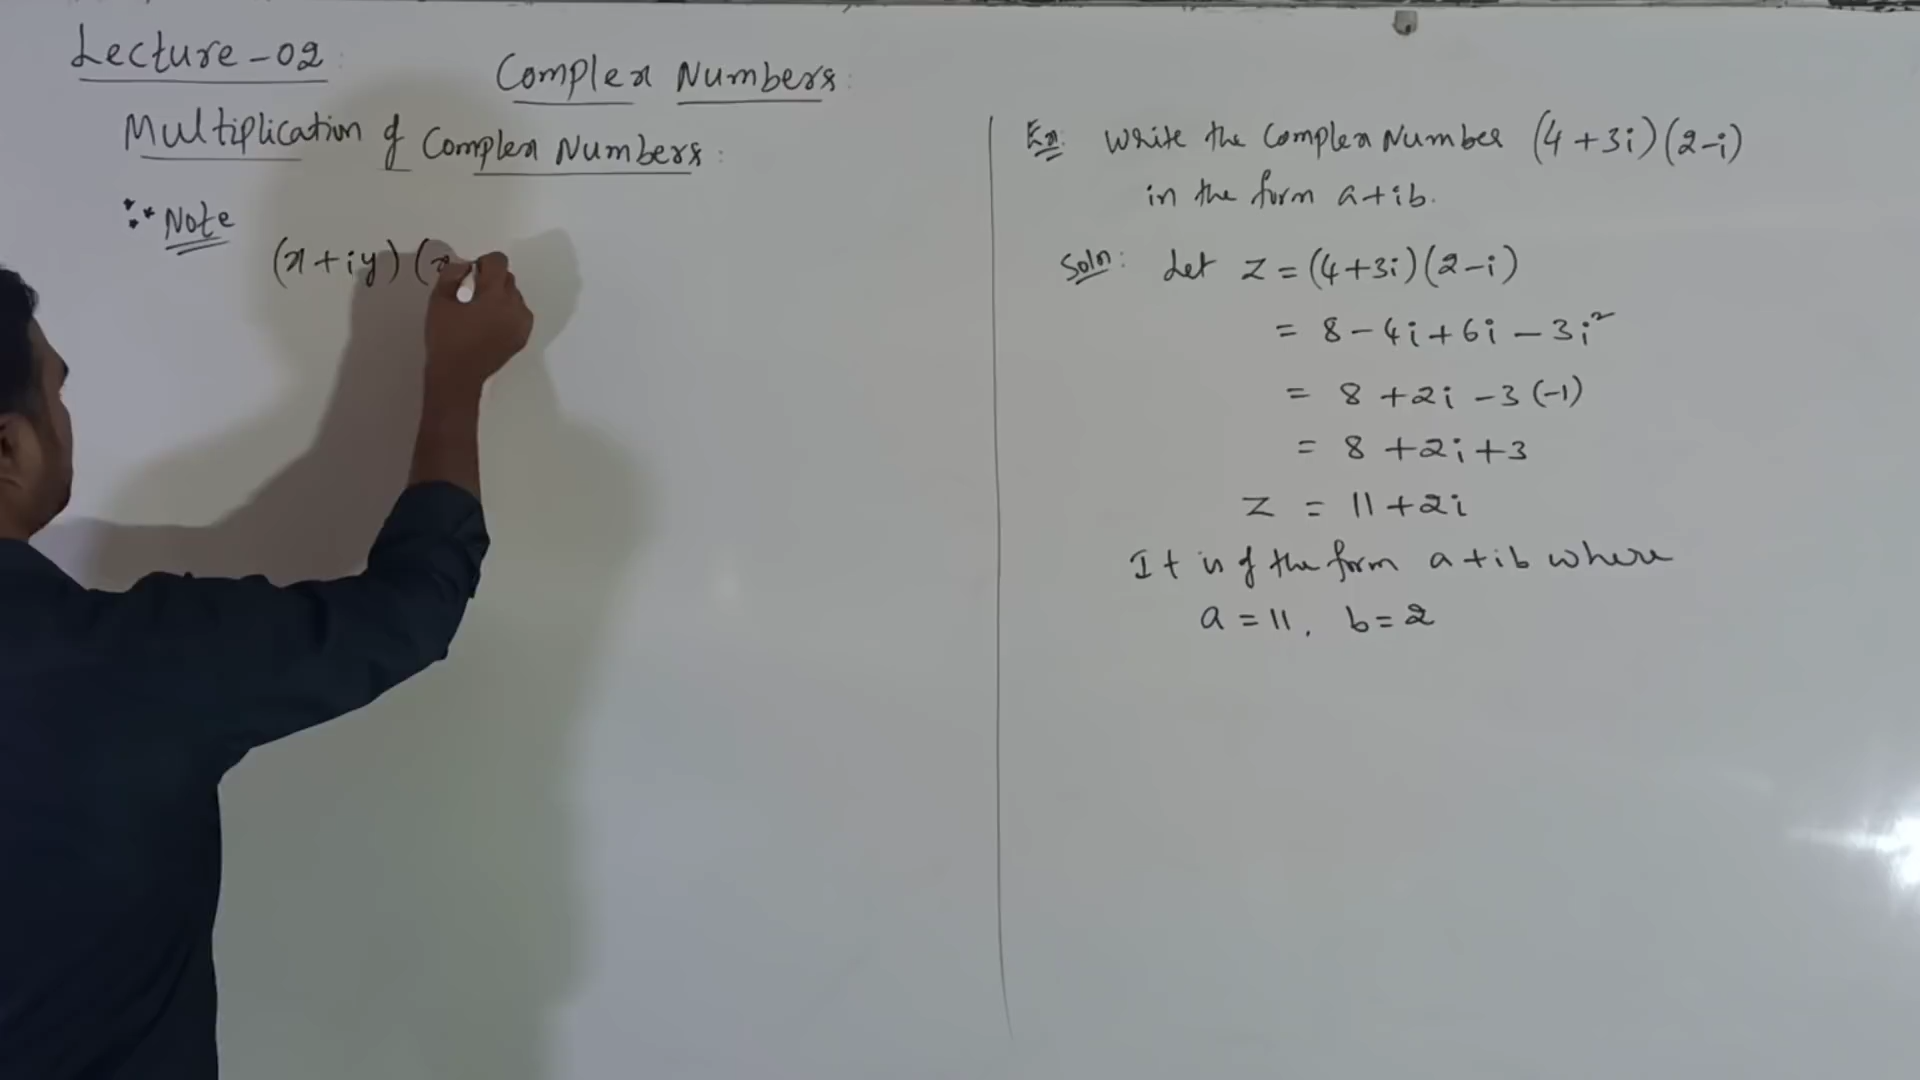 Lecture-02:
Complex Numbers:
Multiplication of Complex Numbers:
Note
(x+iy)(x
Ex: Write the Complex Number (4+3i)(2-i)
in the form a+ib.
Soln: Let z=(4+3i)(2-i)
= 8-4i+6i-3i²
= 8+2i-3(-1)
= 8+2i+3
z = 11+2i
It is of the form a+ib where
a=11, b=2